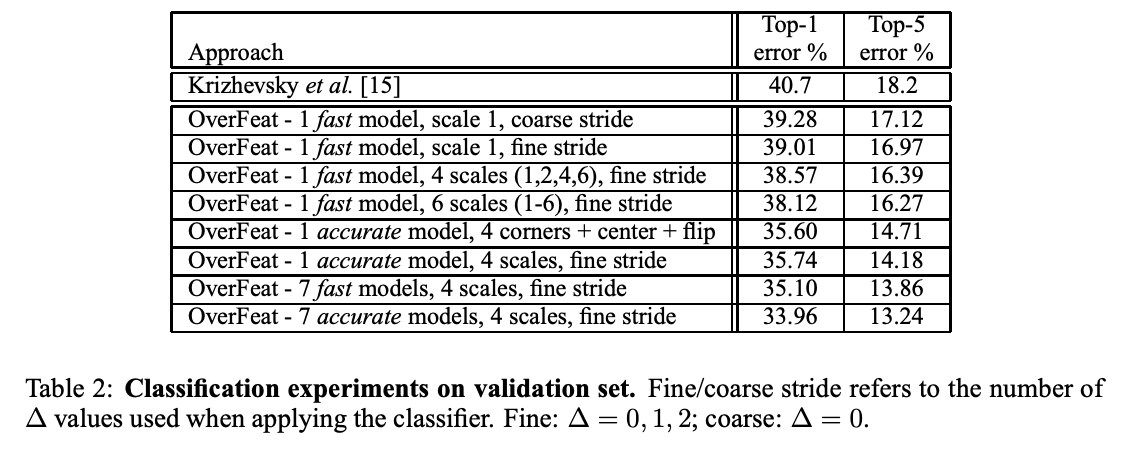 Approach Top-1 error % Top-5 error %
Krizhevsky et al. [15] 40.7 18.2
OverFeat - 1 fast model, scale 1, coarse stride 39.28 17.12
OverFeat - 1 fast model, scale 1, fine stride 39.01 16.97
OverFeat - 1 fast model, 4 scales (1,2,4,6), fine stride 38.57 16.39
OverFeat - 1 fast model, 6 scales (1-6), fine stride 38.12 16.27
OverFeat - 1 accurate model, 4 corners + center + flip 35.60 14.71
OverFeat - 1 accurate model, 4 scales, fine stride 35.74 14.18
OverFeat - 7 fast models, 4 scales, fine stride 35.10 13.86
OverFeat - 7 accurate models, 4 scales, fine stride 33.96 13.24
Table 2: Classification experiments on validation set. Fine/coarse stride refers to the number of
Δ values used when applying the classifier. Fine: Δ = 0, 1, 2; coarse: Δ = 0.